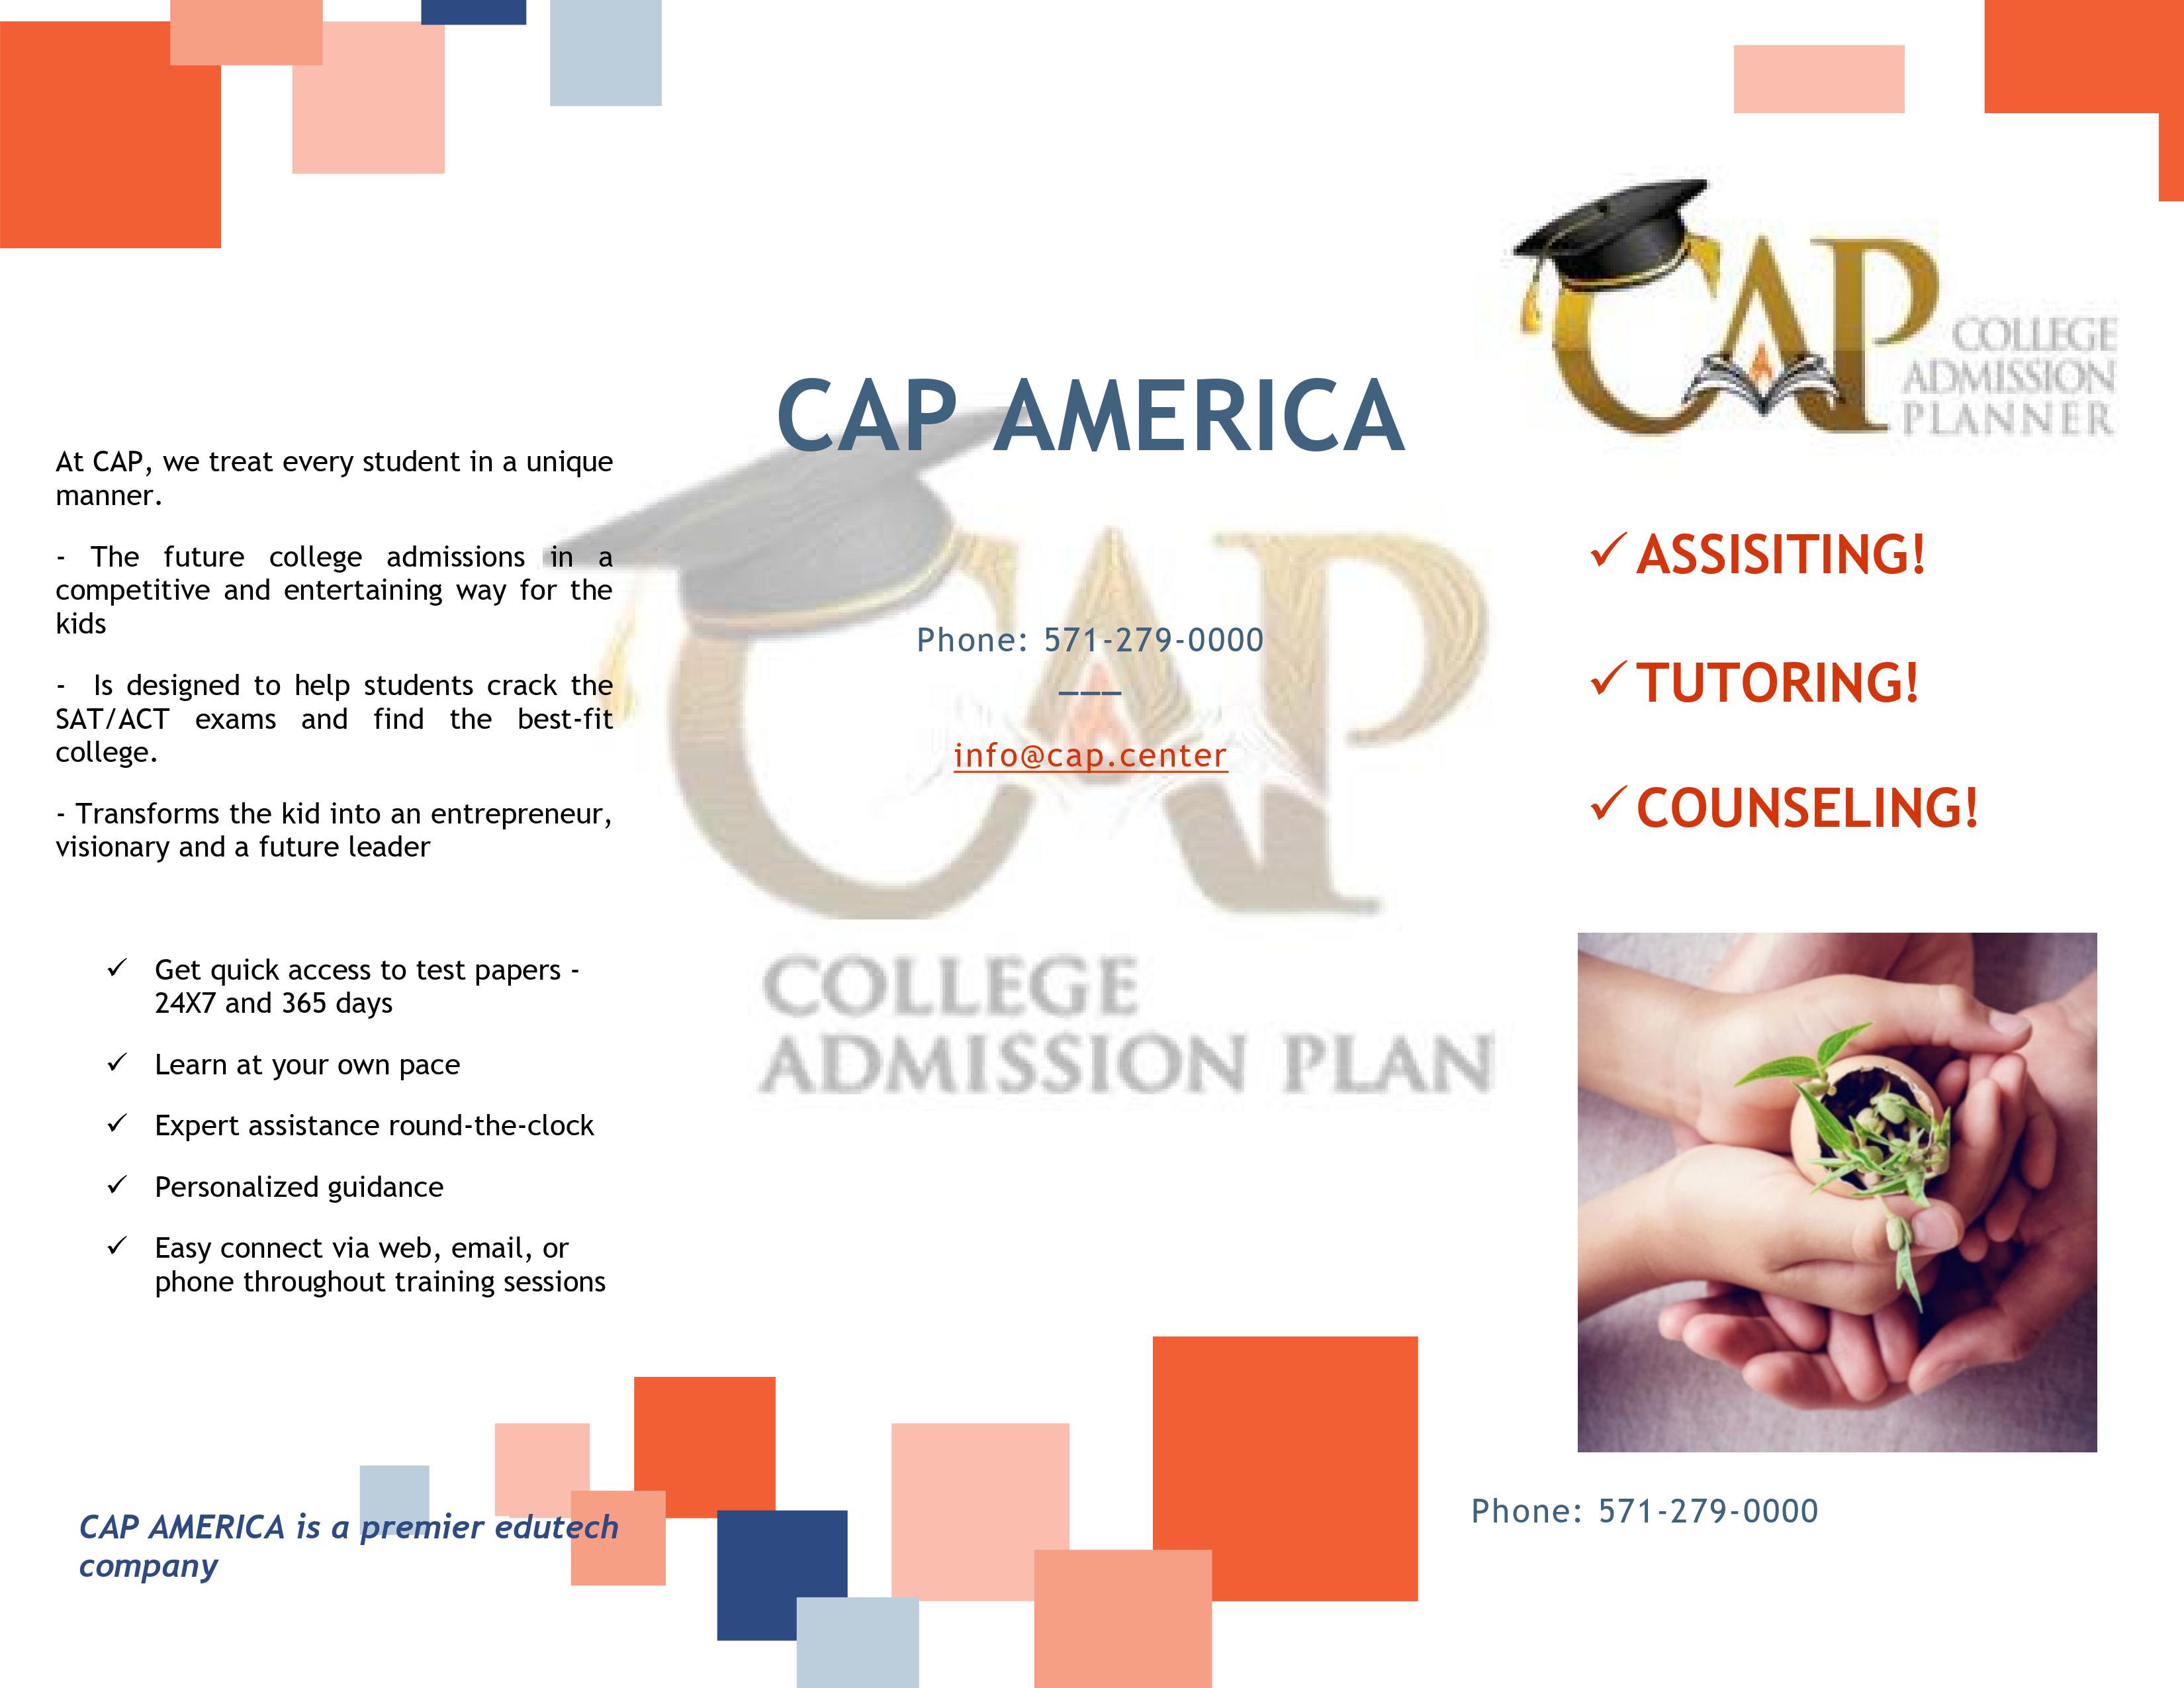 At CAP, we treat every student in a unique
manner.
- The future college admissions in a
competitive and entertaining way for the
kids
- Is designed to help students crack the
SAT/ACT exams and find the best-fit
college.
- Transforms the kid into an entrepreneur,
visionary and a future leader
✓ Get quick access to test papers -
24X7 and 365 days
✓ Learn at your own pace
✓ Expert assistance round-the-clock
✓ Personalized guidance
✓ Easy connect via web, email, or
phone throughout training sessions
CAP AMERICA is a premier edutech
company
CAP AMERICA
Phone: 571-279-0000
___
info@cap.center
CAP
COLLEGE
ADMISSION PLAN
CAP
COLLEGE
ADMISSION
PLANNER
✓ ASSISITING!
✓ TUTORING!
✓ COUNSELING!
Phone: 571-279-0000